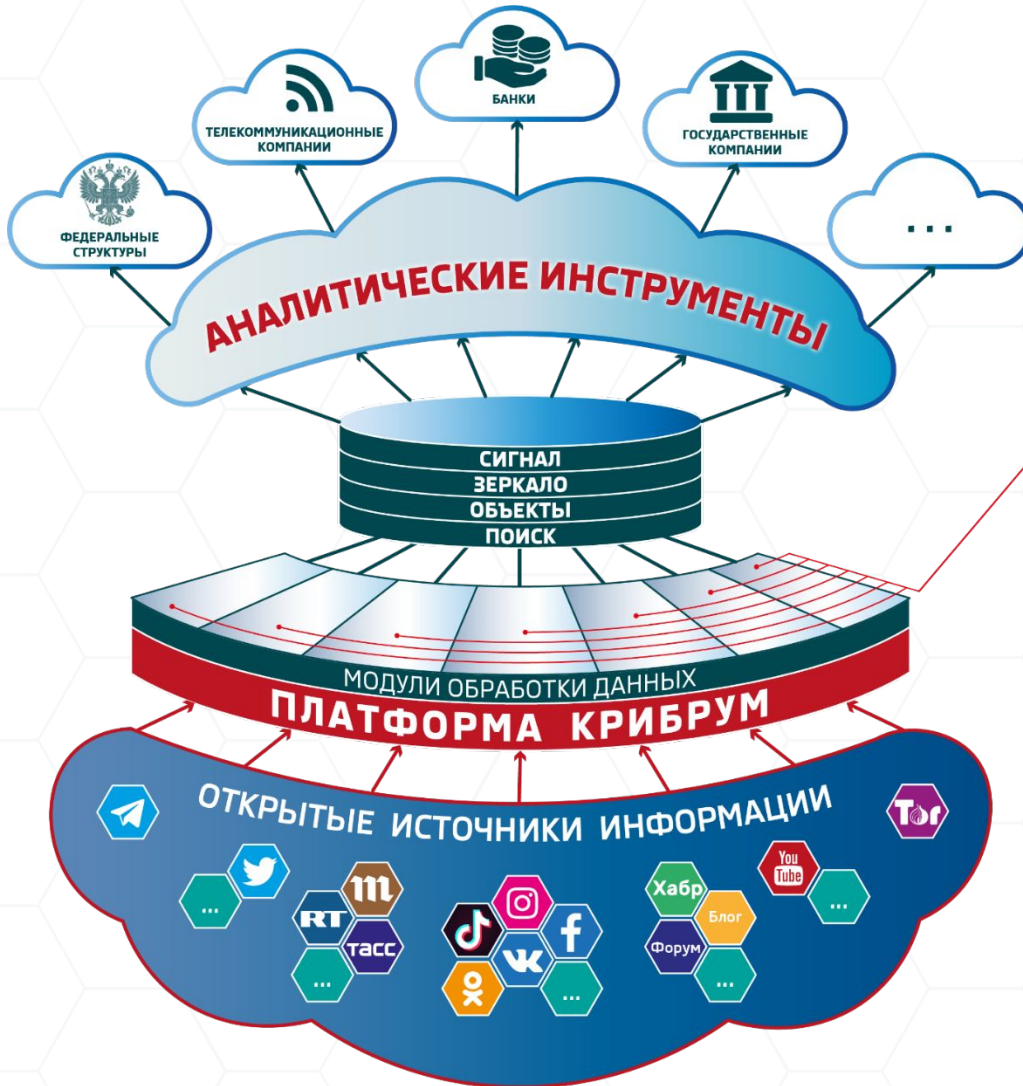 БАНКИ
ТЕЛЕКОММУНИКАЦИОННЫЕ
КОМПАНИИ
ГОСУДАРСТВЕННЫЕ
КОМПАНИИ
ФЕДЕРАЛЬНЫЕ
СТРУКТУРЫ
...
АНАЛИТИЧЕСКИЕ ИНСТРУМЕНТЫ
СИГНАЛ
ЗЕРКАЛО
ОБЪЕКТЫ
ПОИСК
МОДУЛИ ОБРАБОТКИ ДАННЫХ
ПЛАТФОРМА КРИБРУМ
ОТКРЫТЫЕ ИСТОЧНИКИ ИНФОРМАЦИИ
Tor
...
RT
m
тасс
...
VK
...
Хабр
Блог
Форум
...
You
Tube
...